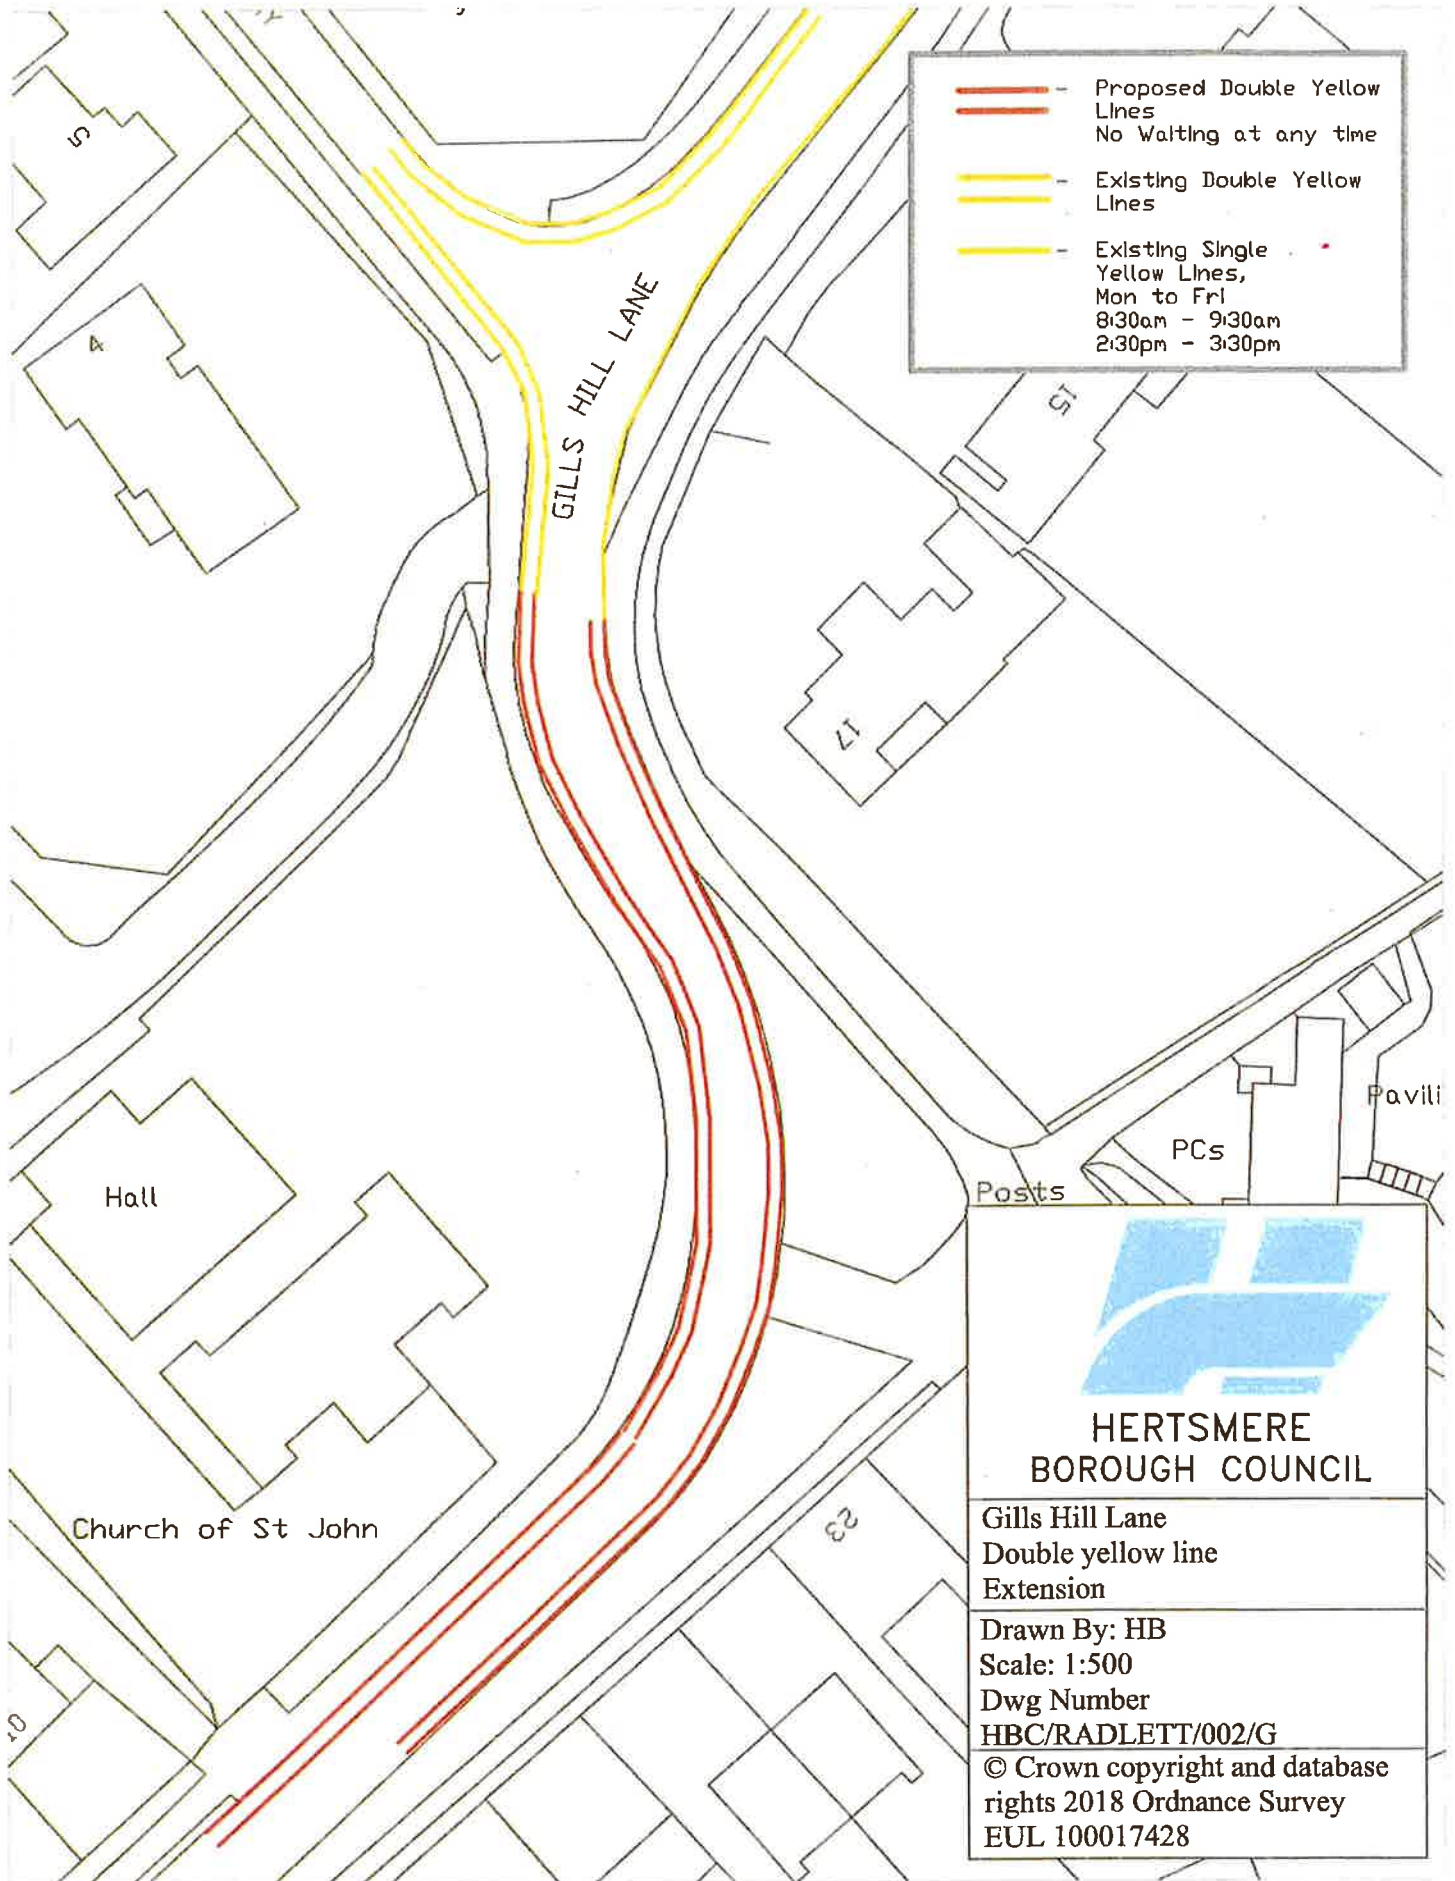 - Proposed Double Yellow
Lines
No Waiting at any time
- Existing Double Yellow
Lines
- Existing Single
Yellow Lines,
Mon to Fri
8:30am - 9:30am
2:30pm - 3:30pm
5
4
GILLS HILL LANE
15
17
Hall
Church of St John
23
PCs
Pavili
Posts
HERTSMERE
BOROUGH COUNCIL
Gills Hill Lane
Double yellow line
Extension
Drawn By: HB
Scale: 1:500
Dwg Number
HBC/RADLETT/002/G
© Crown copyright and database
rights 2018 Ordnance Survey
EUL 100017428